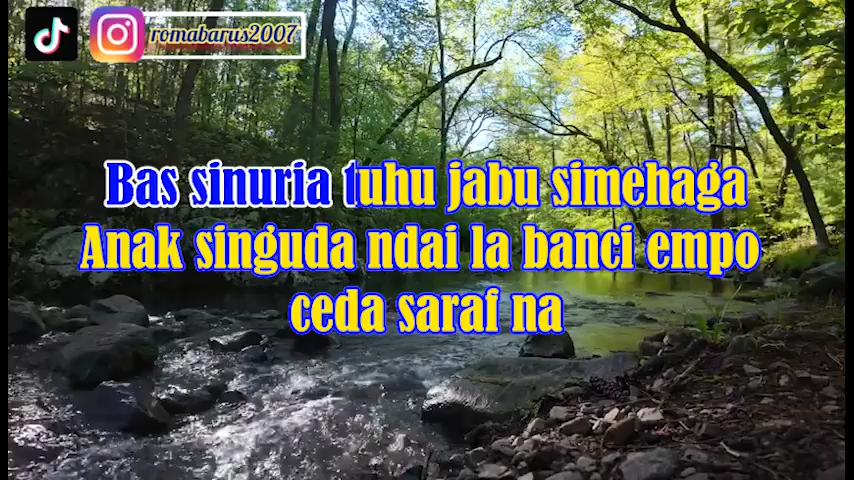 romabarus2007
Bas sinuria tuhu jabu simehaga
Anak singuda ndai la banci empo
ceda saraf na